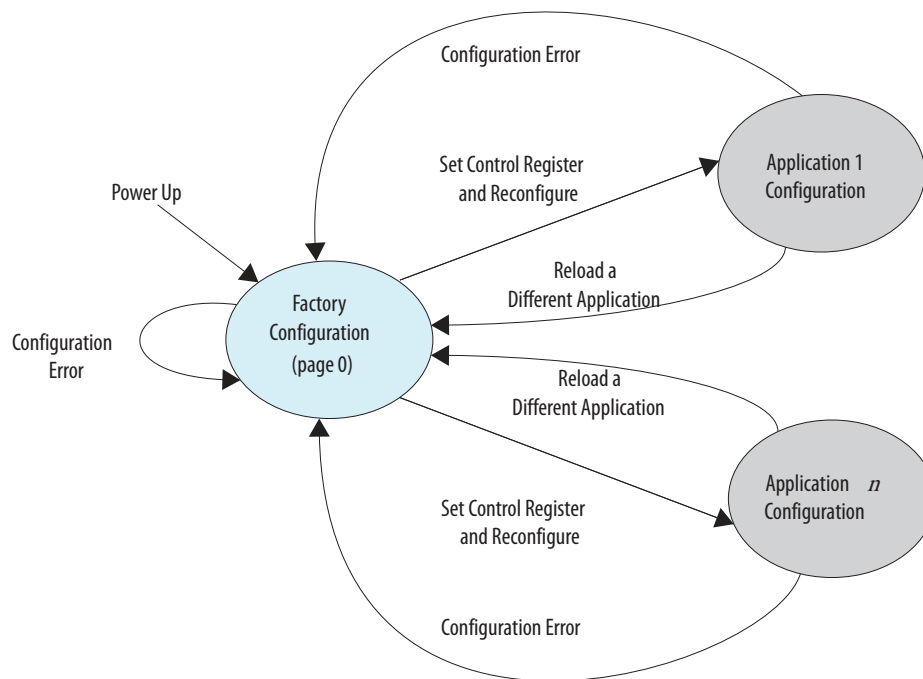 Configuration Error
Set Control Register
and Reconfigure
Application 1
Configuration
Power Up
Reload a
Different Application
Factory
Configuration
(page 0)
Configuration
Error
Reload a
Different Application
Application n
Configuration
Set Control Register
and Reconfigure
Configuration Error